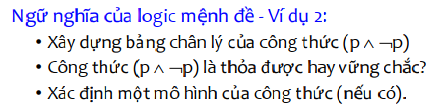 Ngữ nghĩa của logic mệnh đề - Ví dụ 2:
• Xây dựng bảng chân lý của công thức (p ∧ ¬p)
• Công thức (p ∧ ¬p) là thỏa được hay vững chắc?
• Xác định một mô hình của công thức (nếu có).